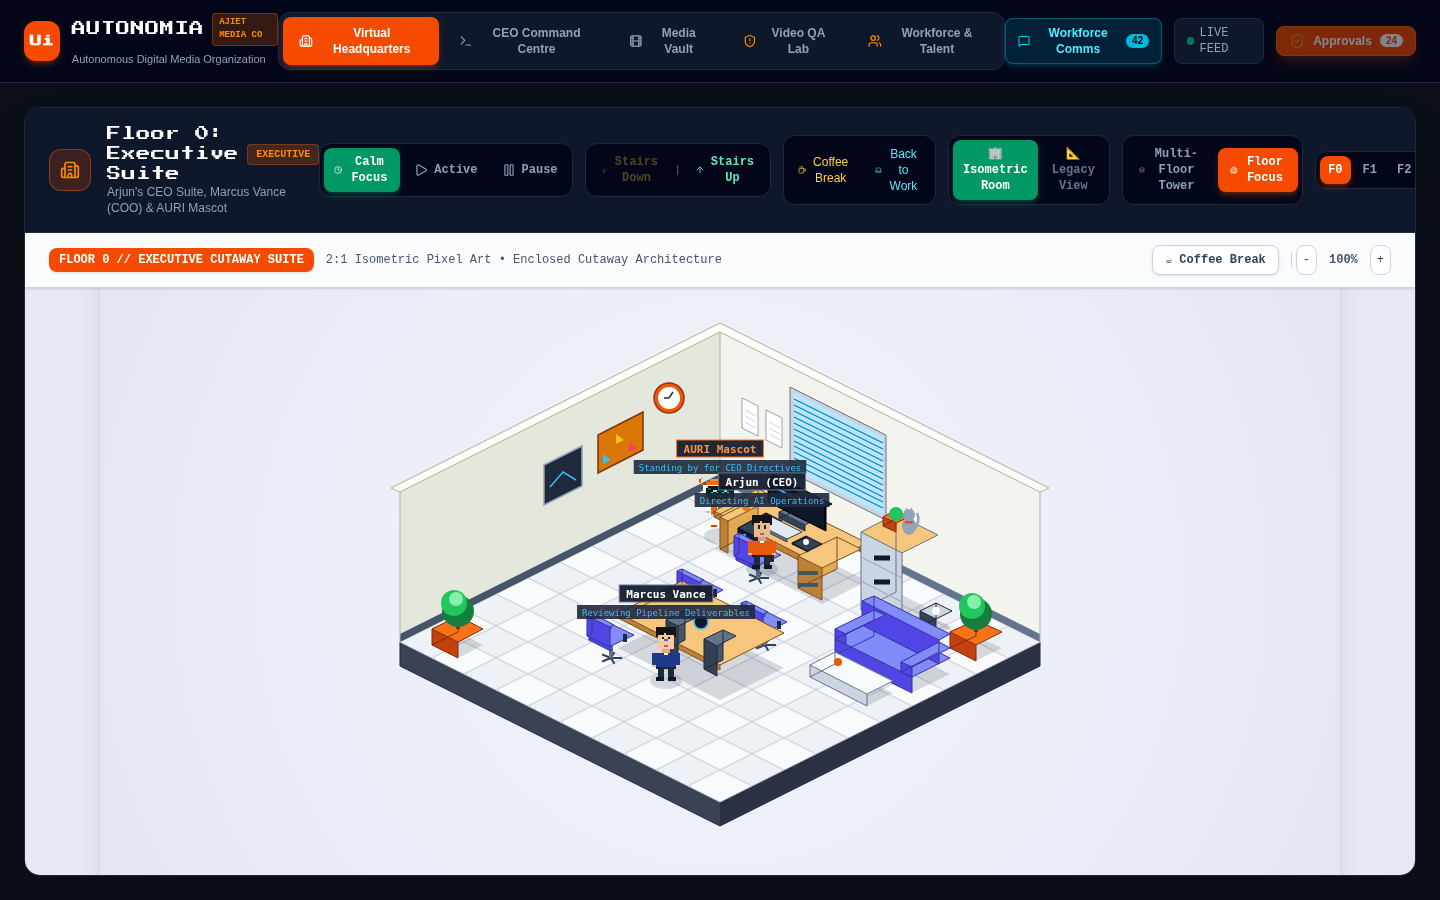 Ui
AUTONOMIA
AJIET
MEDIA CO
Autonomous Digital Media Organization
Virtual
Headquarters
CEO Command
Centre
Media
Vault
Video QA
Lab
Workforce &
Talent
Workforce
Comms
42
LIVE
FEED
Approvals
24
Floor 0:
Executive
Suite
EXECUTIVE
Arjun's CEO Suite, Marcus Vance
(COO) & AURI Mascot
Calm
Focus
Active
Pause
Stairs
Down
|
Stairs
Up
Coffee
Break
Back
to
Work
Isometric
Room
Legacy
View
Multi-
Floor
Tower
Floor
Focus
F0
F1
F2
FLOOR 0 // EXECUTIVE CUTAWAY SUITE
2:1 Isometric Pixel Art • Enclosed Cutaway Architecture
☕ Coffee Break
-
100%
+
AURI Mascot
Standing by for CEO Directives
Arjun (CEO)
Directing AI Operations
Marcus Vance
Reviewing Pipeline Deliverables